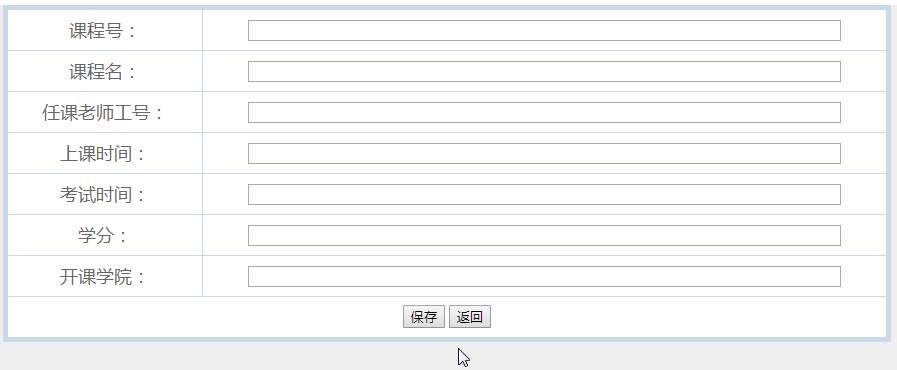 课程号：
课程名：
任课老师工号：
上课时间：
考试时间：
学分：
开课学院：
保存 返回